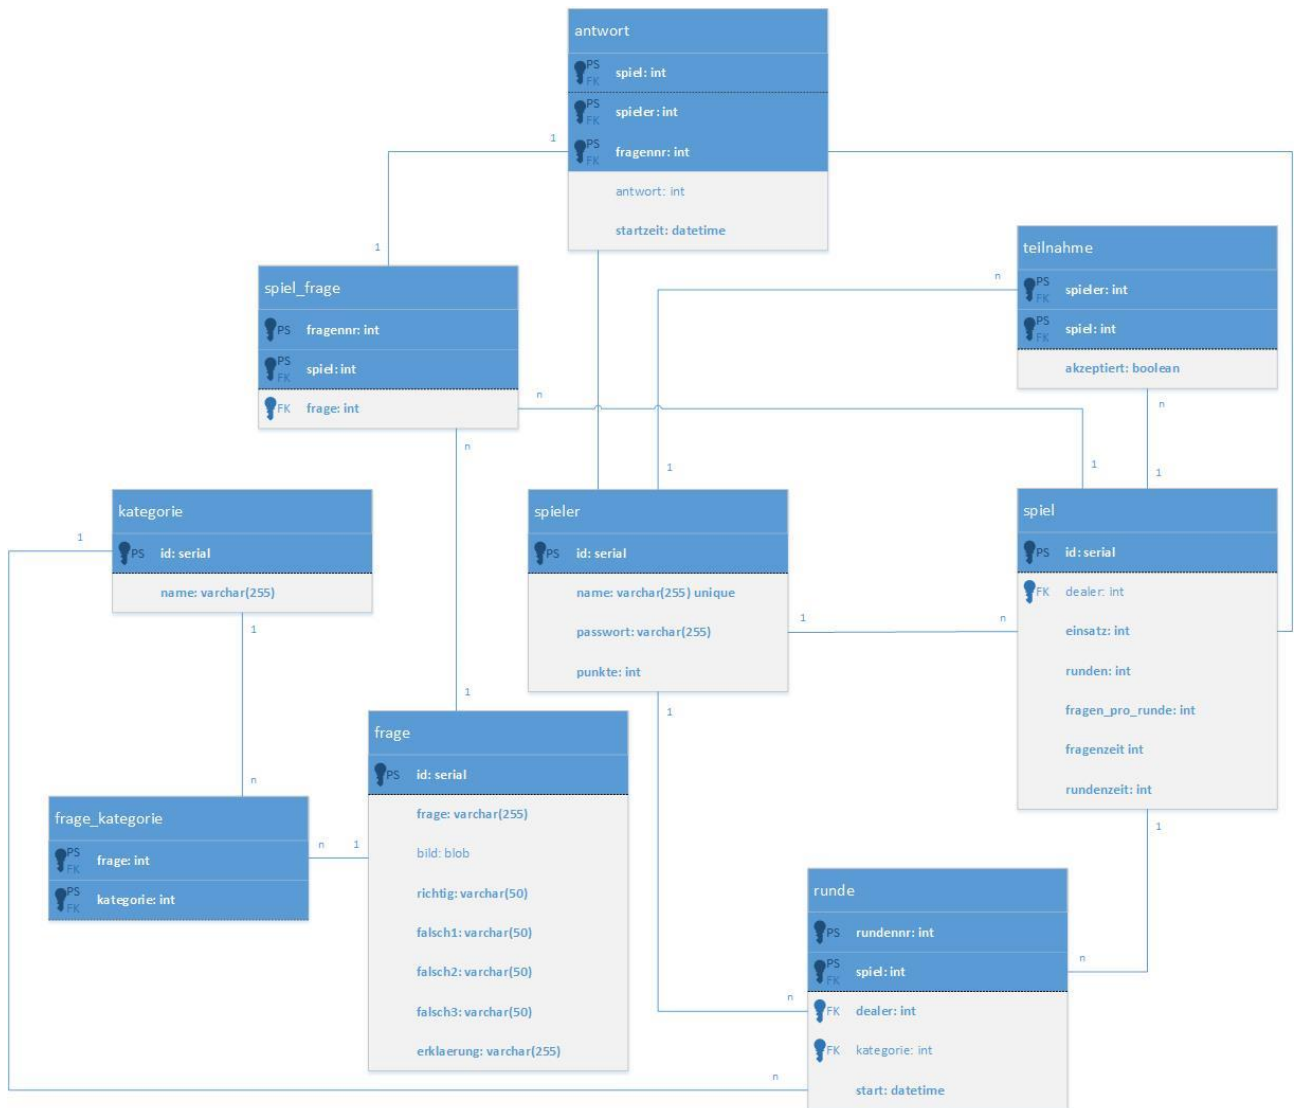 antwort
PS
FK
spiel: int
PS
FK
spieler: int
PS
FK
fragennr: int
antwort: int
startzeit: datetime
1
1
spiel_frage
PS
fragennr: int
PS
FK
spiel: int
FK
frage: int
n
n
teilnahme
PS
FK
spieler: int
PS
FK
spiel: int
akzeptiert: boolean
n
n
1
1
1
kategorie
PS
id: serial
name: varchar(255)
1
1
spieler
PS
id: serial
name: varchar(255) unique
passwort: varchar(255)
punkte: int
1
n
1
spiel
PS
id: serial
FK
dealer: int
einsatz: int
runden: int
fragen_pro_runde: int
fragenzeit int
rundenzeit: int
1
1
frage
PS
id: serial
frage: varchar(255)
bild: blob
richtig: varchar(50)
falsch1: varchar(50)
falsch2: varchar(50)
falsch3: varchar(50)
erklaerung: varchar(255)
n
frage_kategorie
PS
FK
frage: int
PS
FK
kategorie: int
n
1
runde
PS
rundennr: int
PS
FK
spiel: int
FK
dealer: int
FK
kategorie: int
start: datetime
n
n
n